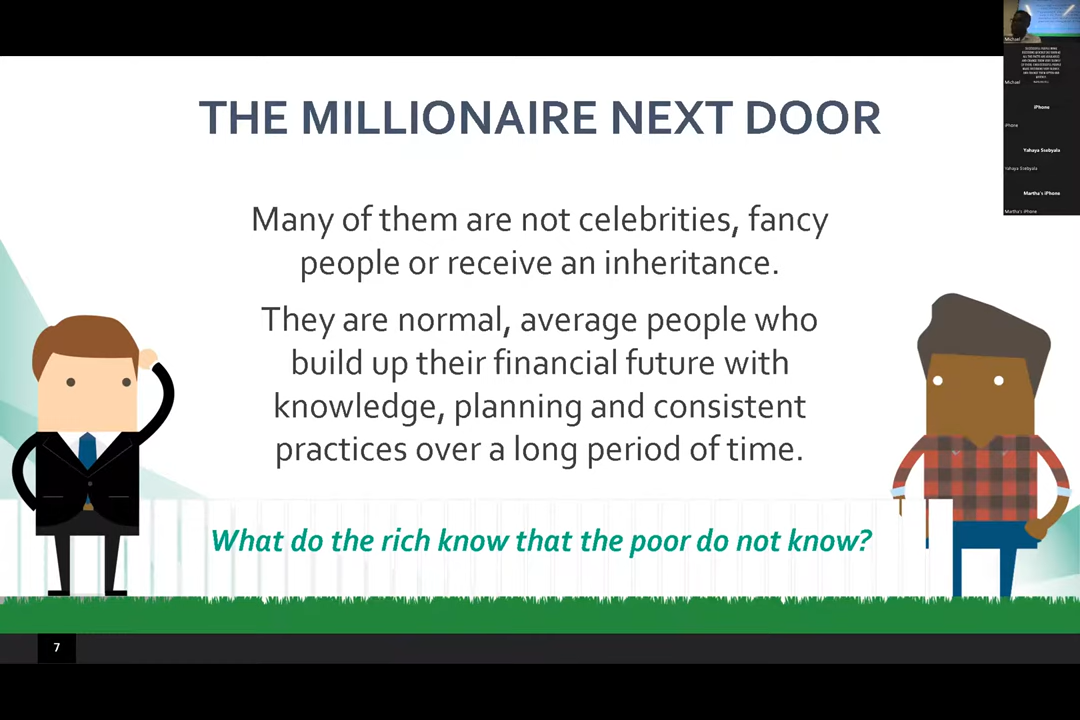 THE MILLIONAIRE NEXT DOOR
Many of them are not celebrities, fancy
people or receive an inheritance.
They are normal, average people who
build up their financial future with
knowledge, planning and consistent
practices over a long period of time.
What do the rich know that the poor do not know?
7
Michael
Michael
iPhone
iPhone
Yahaya Ssebyala
Yahaya Ssebyala
Martha's iPhone
Martha's iPhone